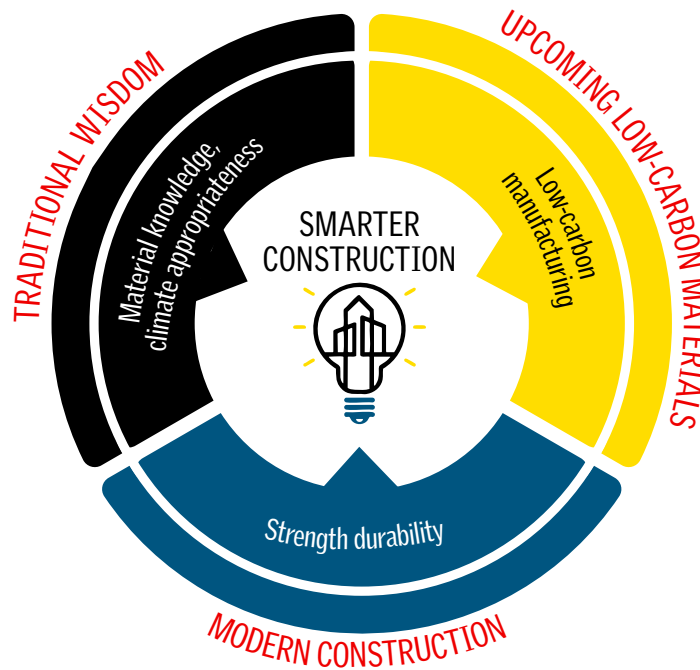 TRADITIONAL WISDOM
Material knowledge,
climate appropriateness
UPCOMING LOW-CARBON MATERIALS
Low-carbon
manufacturing
SMARTER
CONSTRUCTION
Strength durability
MODERN CONSTRUCTION